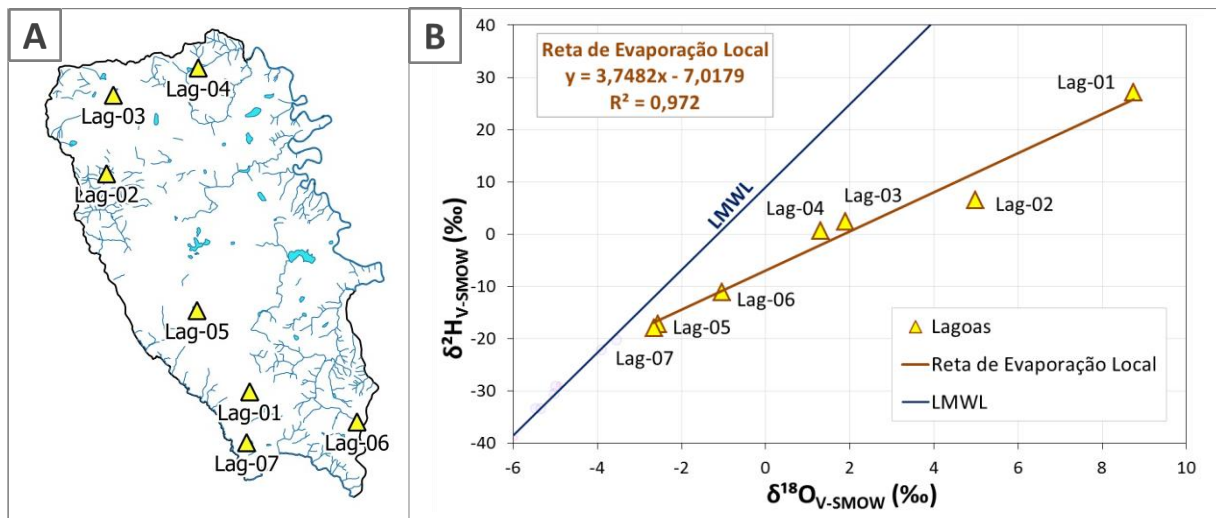 A
Lag-04
Lag-03
Lag-02
Lag-05
Lag-01
Lag-06
Lag-07
B
Reta de Evaporação Local
y = 3,7482x - 7,0179
R² = 0,972
δ²H V-SMOW (‰)
40
30
20
10
0
-10
-20
-30
-40
LMWL
Lag-01
Lag-02
Lag-03
Lag-04
Lag-06
Lag-05
Lag-07
Lagoas
Reta de Evaporação Local
LMWL
-6 -4 -2 0 2 4 6 8 10
δ¹⁸O V-SMOW (‰)